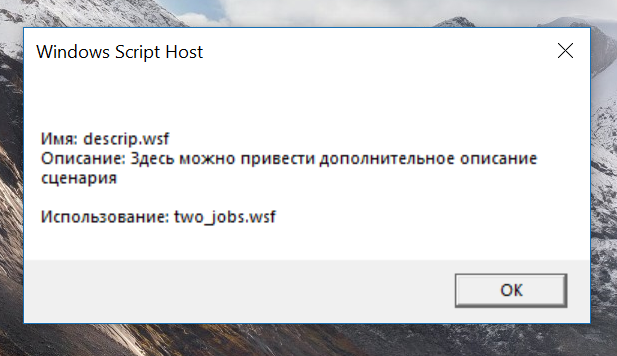 Windows Script Host
Имя: descrip.wsf
Описание: Здесь можно привести дополнительное описание
сценария
Использование: two_jobs.wsf
OK